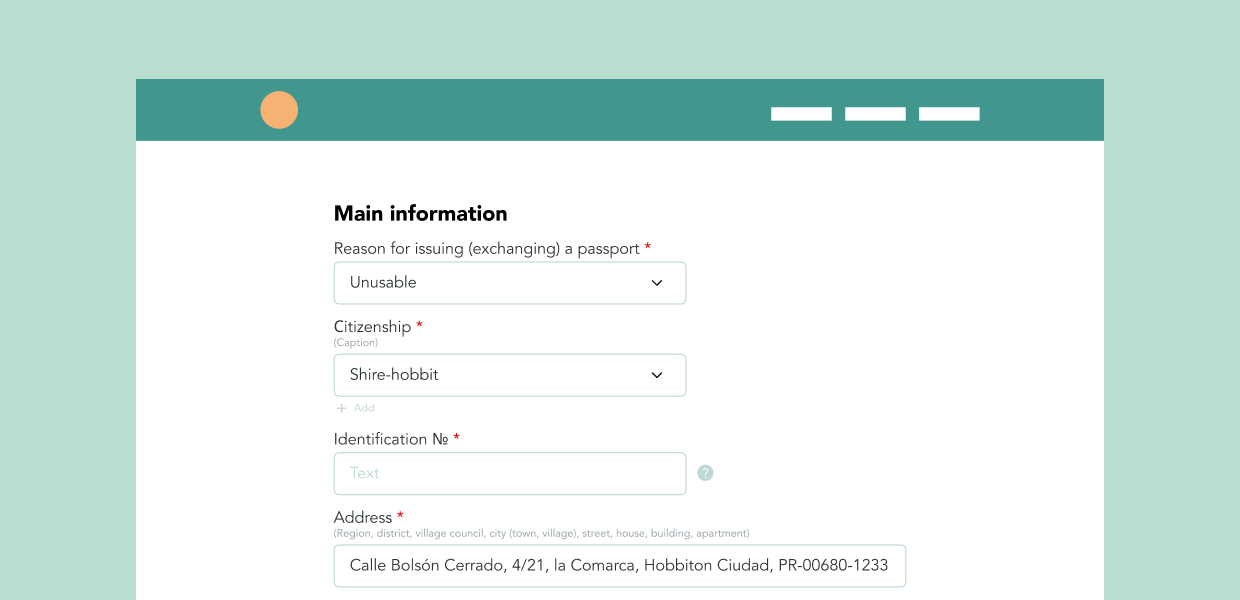 Main information
Reason for issuing (exchanging) a passport *
Unusable
Citizenship *
(Caption)
Shire-hobbit
+ Add
Identification № *
Text
?
Address *
(Region, district, village council, city (town, village), street, house, building, apartment)
Calle Bolsón Cerrado, 4/21, la Comarca, Hobbiton Ciudad, PR-00680-1233